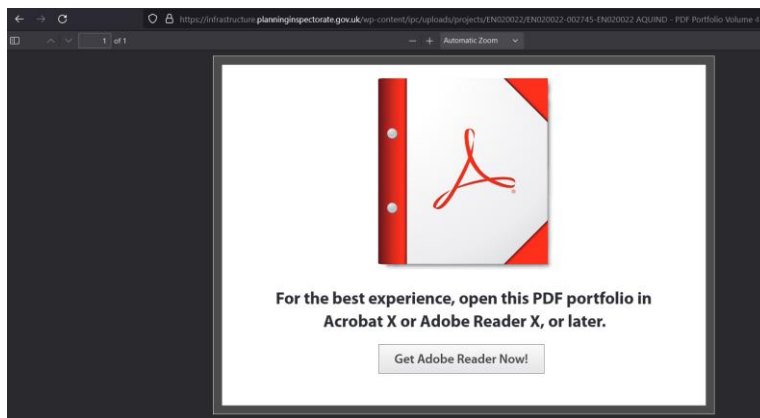 https://infrastructure.planninginspectorate.gov.uk/wp-content/ipc/uploads/projects/EN020022/EN020022-002745-EN020022 AQUIND - PDF Portfolio Volume 4
1 of 1 — + Automatic Zoom
For the best experience, open this PDF portfolio in
Acrobat X or Adobe Reader X, or later.
Get Adobe Reader Now!